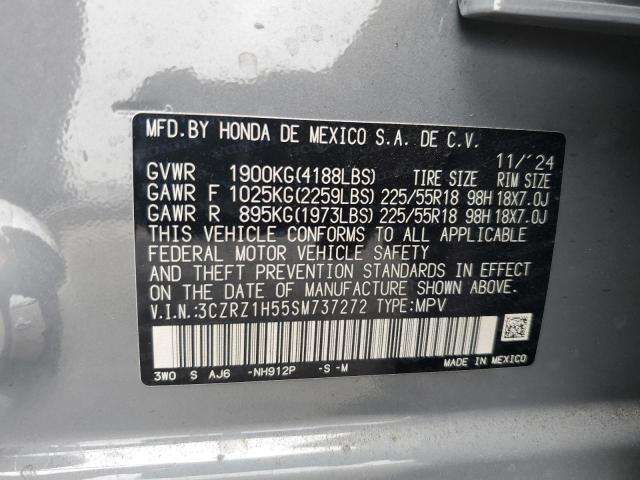 MFD.BY HONDA DE MEXICO S.A. DE C.V.
11/´24
GVWR 1900KG(4188LBS) TIRE SIZE RIM SIZE
GAWR F 1025KG(2259LBS) 225/55R18 98H 18X7.0J
GAWR R 895KG(1973LBS) 225/55R18 98H 18X7.0J
THIS VEHICLE CONFORMS TO ALL APPLICABLE
FEDERAL MOTOR VEHICLE SAFETY
AND THEFT PREVENTION STANDARDS IN EFFECT
ON THE DATE OF MANUFACTURE SHOWN ABOVE.
V.I.N.:3CZRZ1H55SM737272 TYPE:MPV
3W0 S AJ6 -NH912P -S -M
MADE IN MEXICO